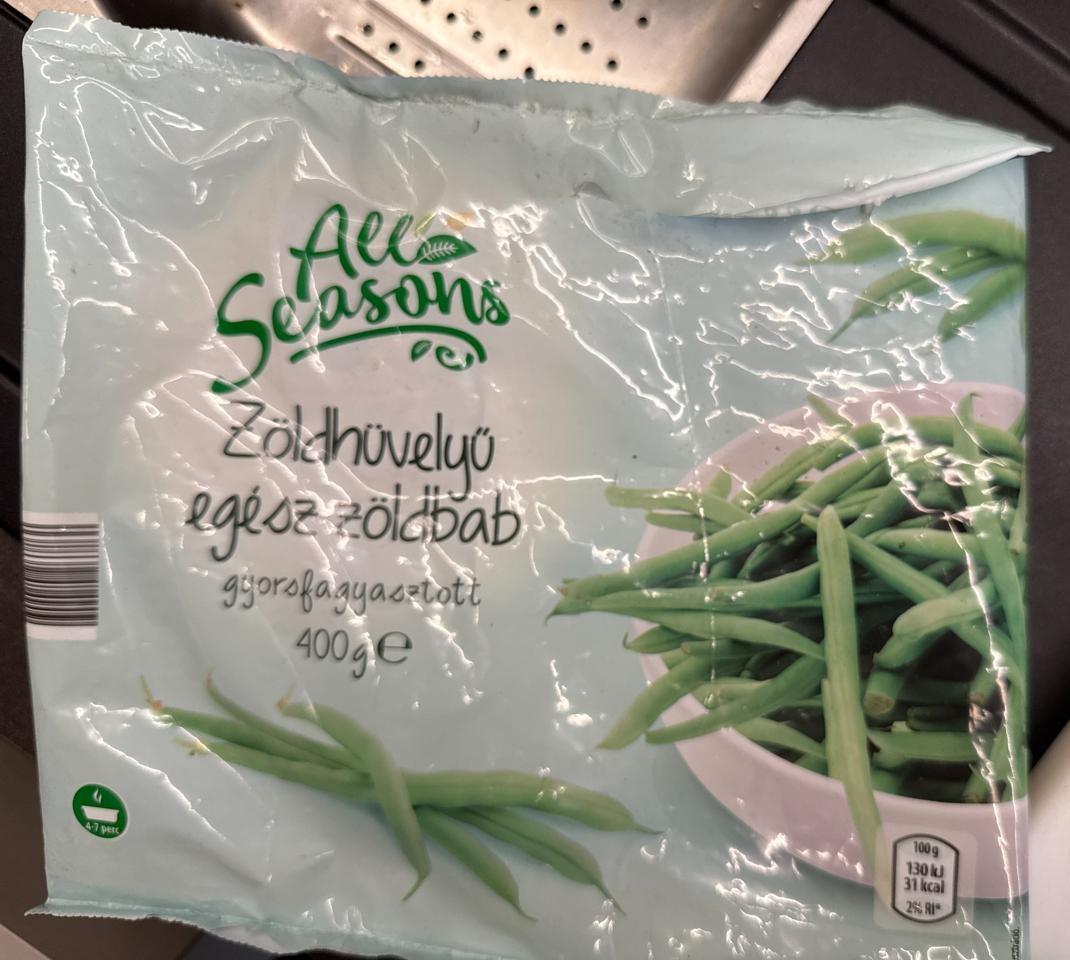 All
Seasons
Zöldhüvelyű
egész zöldbab
gyorsfagyasztott
400g℮
4-7 perc
100g
130 kJ
31 kcal
2% RI*